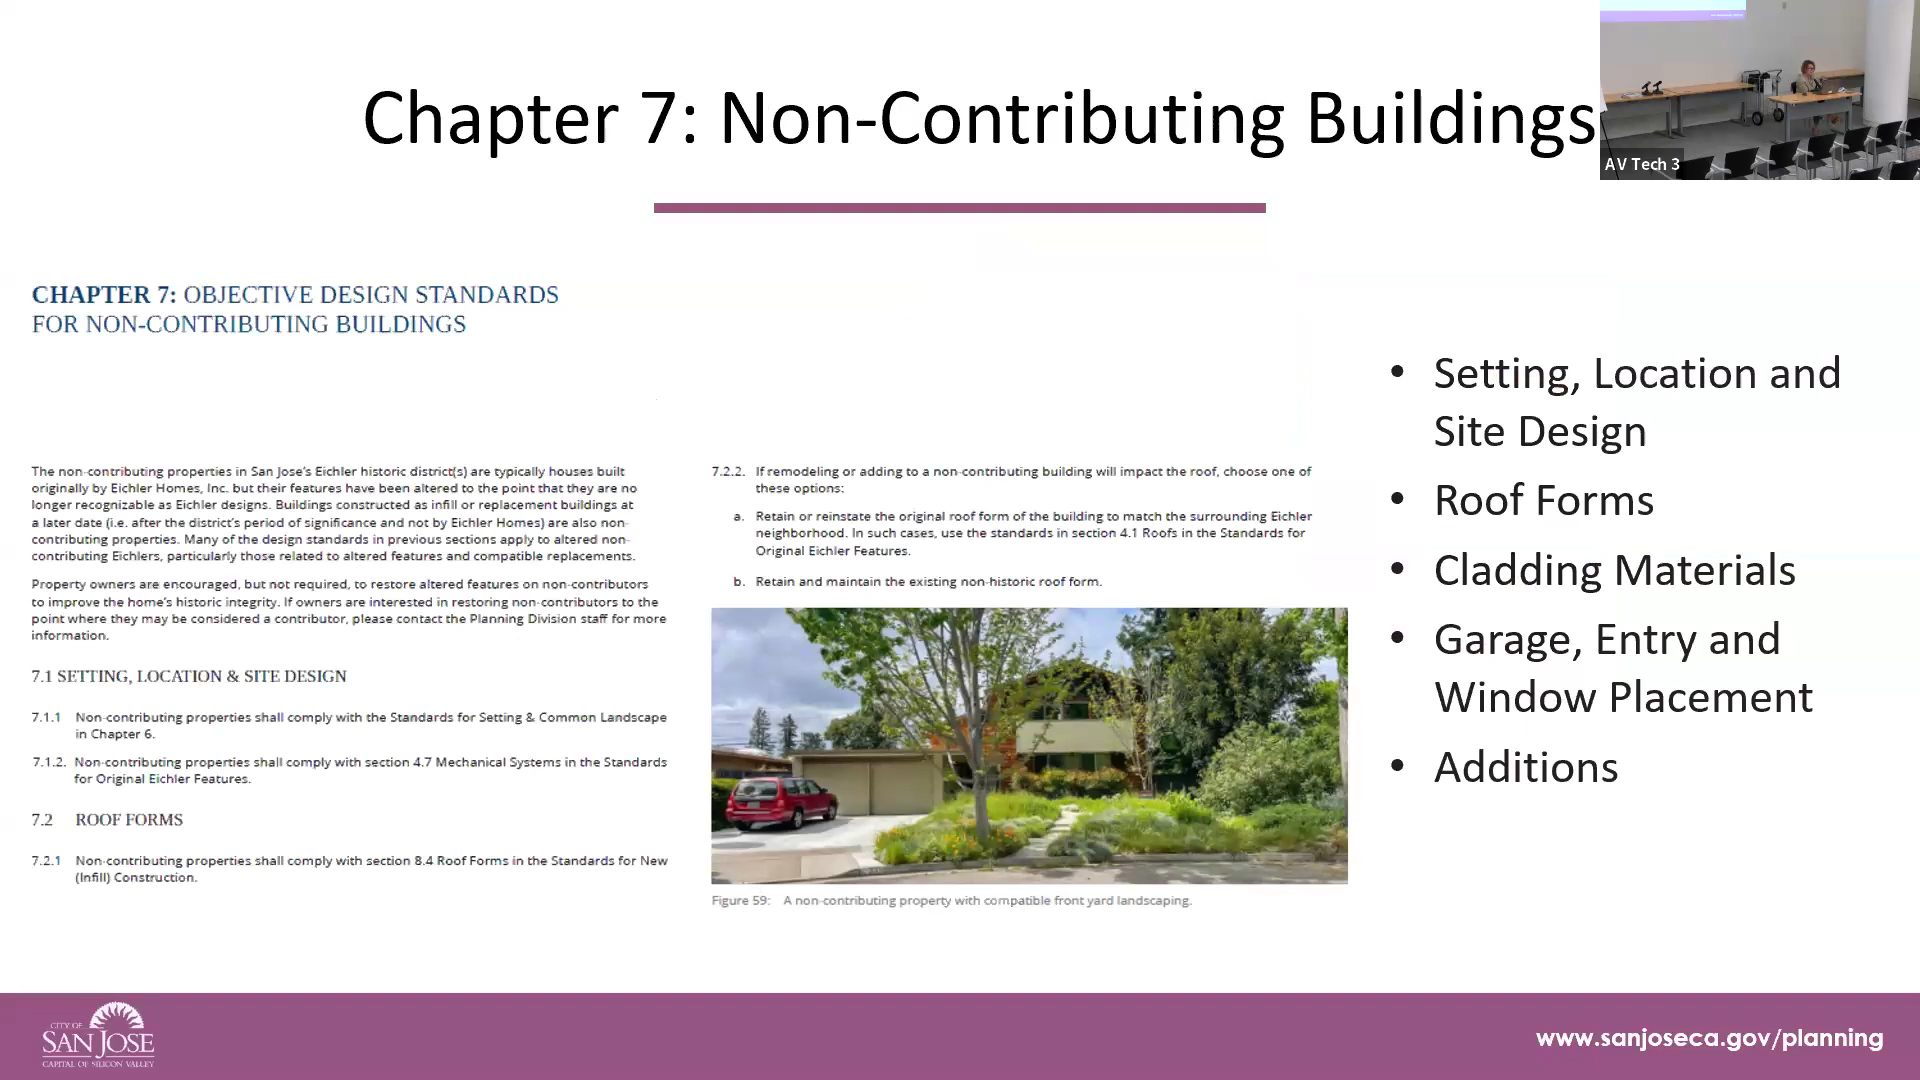 Chapter 7: Non-Contributing Buildings
AV Tech 3
CHAPTER 7: OBJECTIVE DESIGN STANDARDS
FOR NON-CONTRIBUTING BUILDINGS
The non-contributing properties in San Jose's Eichler historic district(s) are typically houses built
originally by Eichler Homes, Inc. but their features have been altered to the point that they are no
longer recognizable as Eichler designs. Buildings constructed as infill or replacement buildings at
a later date (i.e. after the district's period of significance and not by Eichler Homes) are also non-
contributing properties. Many of the design standards in previous sections apply to altered non-
contributing Eichlers, particularly those related to altered features and compatible replacements.
Property owners are encouraged, but not required, to restore altered features on non-contributors
to improve the home's historic integrity. If owners are interested in restoring non-contributors to the
point where they may be considered a contributor, please contact the Planning Division staff for more
information.
7.1 SETTING, LOCATION & SITE DESIGN
7.1.1 Non-contributing properties shall comply with the Standards for Setting & Common Landscape
in Chapter 6.
7.1.2. Non-contributing properties shall comply with section 4.7 Mechanical Systems in the Standards
for Original Eichler Features.
7.2 ROOF FORMS
7.2.1 Non-contributing properties shall comply with section 8.4 Roof Forms in the Standards for New
(Infill) Construction.
7.2.2. If remodeling or adding to a non-contributing building will impact the roof, choose one of
these options:
a. Retain or reinstate the original roof form of the building to match the surrounding Eichler
neighborhood. In such cases, use the standards in section 4.1 Roofs in the Standards for
Original Eichler Features.
b. Retain and maintain the existing non-historic roof form.
Figure 59: A non-contributing property with compatible front yard landscaping.
• Setting, Location and
Site Design
• Roof Forms
• Cladding Materials
• Garage, Entry and
Window Placement
• Additions
CITY OF
SAN JOSE
CAPITAL OF SILICON VALLEY
www.sanjoseca.gov/planning